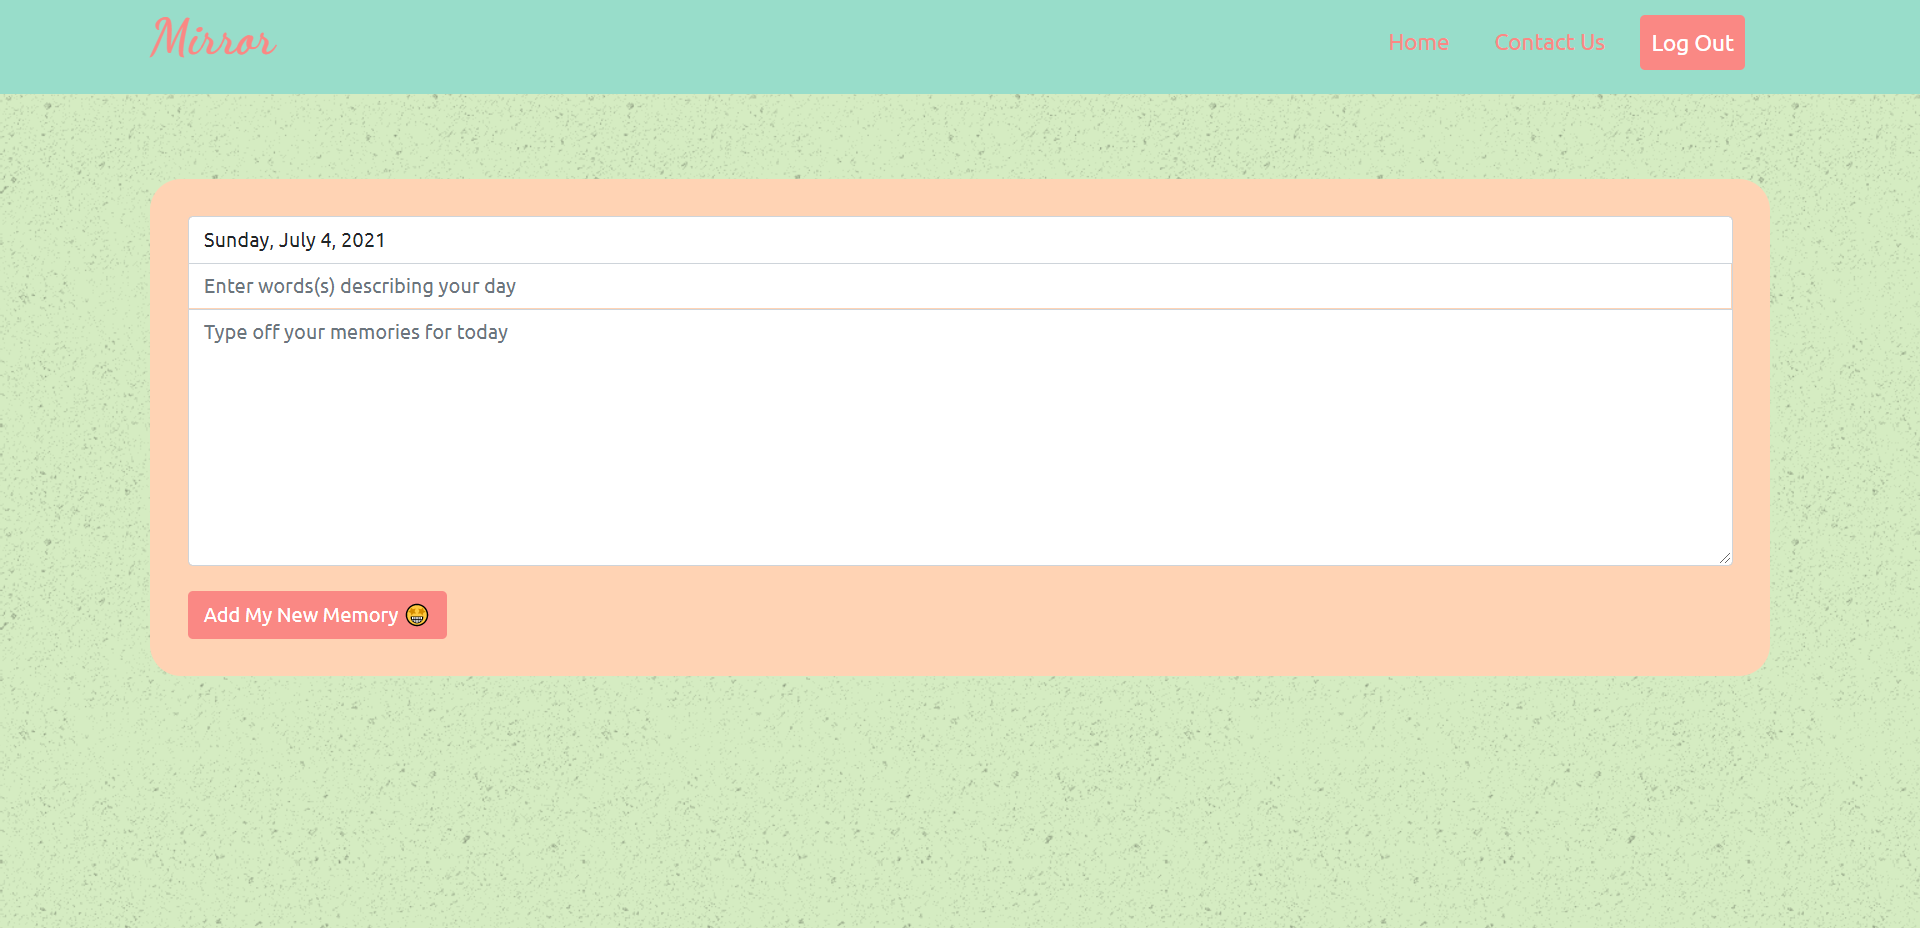 Mirror
Home
Contact Us
Log Out
Sunday, July 4, 2021
Enter words(s) describing your day
Type off your memories for today
Add My New Memory 🤩